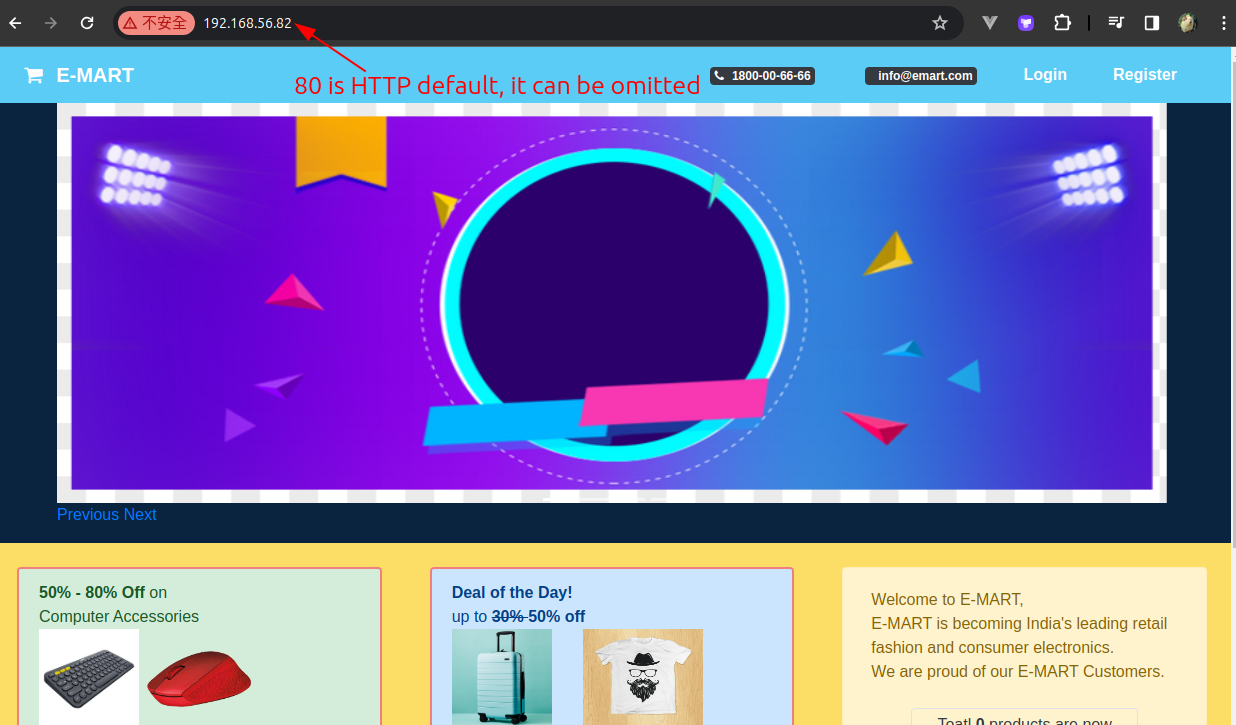 不安全 192.168.56.82
E-MART
80 is HTTP default, it can be omitted
1800-00-66-66
info@emart.com
Login
Register
Previous Next
50% - 80% Off on
Computer Accessories
Deal of the Day!
up to 30% 50% off
Welcome to E-MART,
E-MART is becoming India's leading retail
fashion and consumer electronics.
We are proud of our E-MART Customers.
Teatl 0 products are now